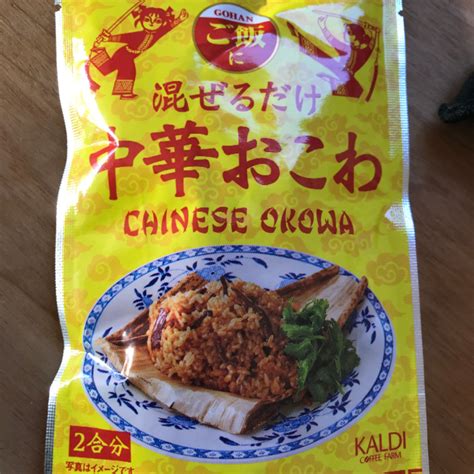 GOHAN
ご飯に
混ぜるだけ
中華おこわ
CHINESE OKOWA
2合分
写真はイメージです
KALDI
COFFEE FARM